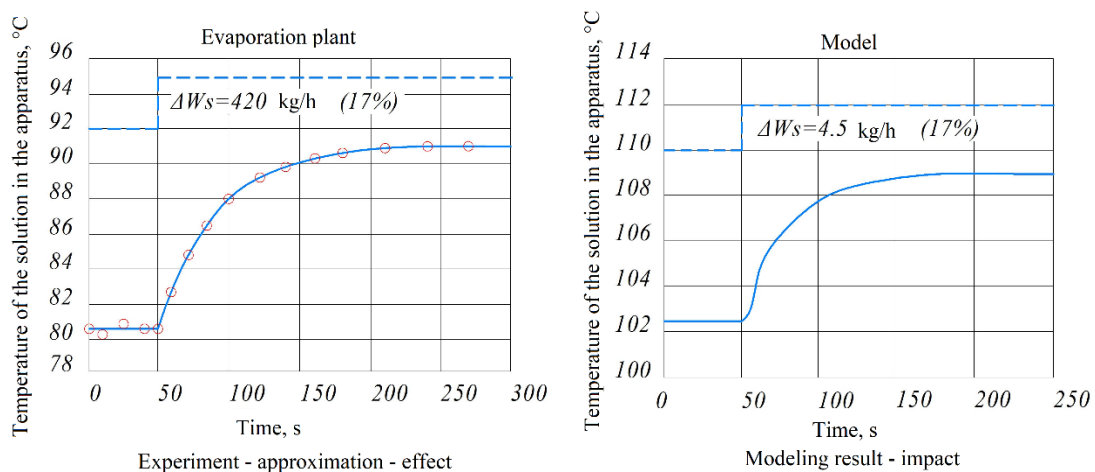 Evaporation plant
Temperature of the solution in the apparatus, °C
96
94
92
90
88
86
84
82
80
78
ΔWs=420 kg/h (17%)
0 50 100 150 200 250 300
Time, s
Experiment - approximation - effect
Model
Temperature of the solution in the apparatus, °C
114
112
110
108
106
104
102
100
ΔWs=4.5 kg/h (17%)
0 50 100 150 200 250
Time, s
Modeling result - impact